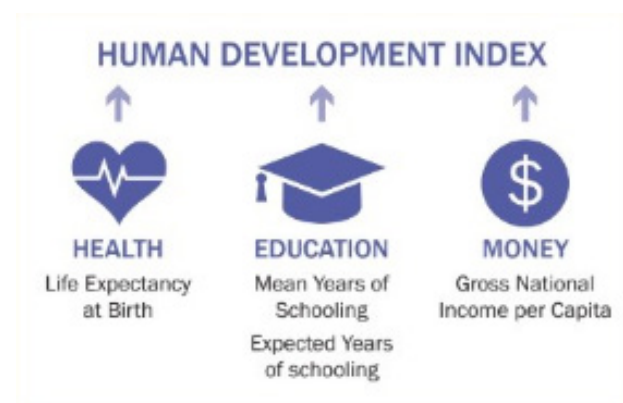 HUMAN DEVELOPMENT INDEX
HEALTH
Life Expectancy
at Birth
EDUCATION
Mean Years of
Schooling
Expected Years
of schooling
$
MONEY
Gross National
Income per Capita